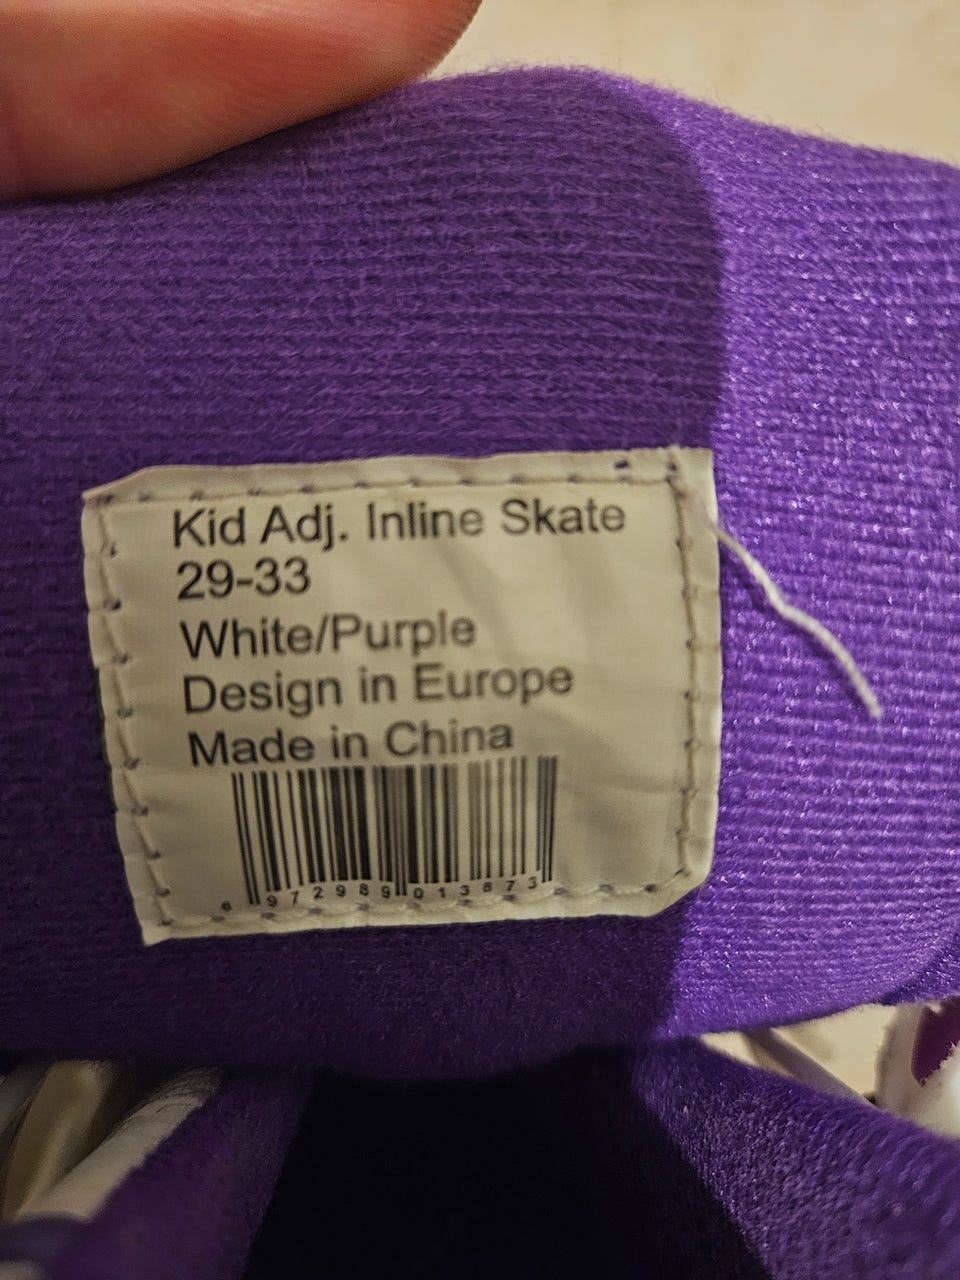 Kid Adj. Inline Skate
29-33
White/Purple
Design in Europe
Made in China
6 972989 013873